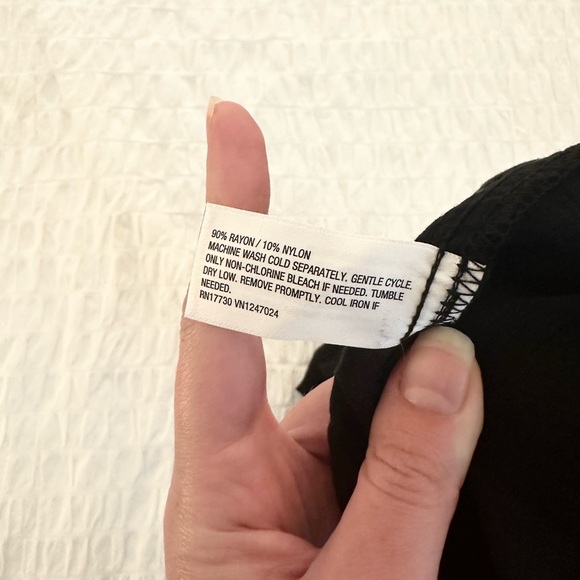 90% RAYON / 10% NYLON
MACHINE WASH COLD SEPARATELY. GENTLE CYCLE.
ONLY NON-CHLORINE BLEACH IF NEEDED. TUMBLE
DRY LOW. REMOVE PROMPTLY. COOL IRON IF
NEEDED.
RN17730 VN1247024